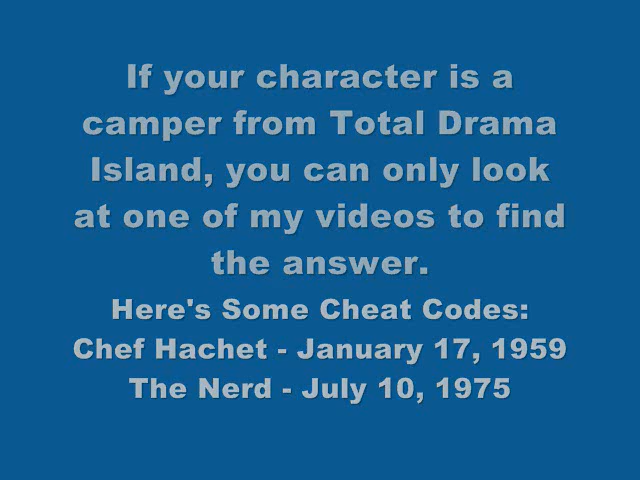 If your character is a
camper from Total Drama
Island, you can only look
at one of my videos to find
the answer.
Here's Some Cheat Codes:
Chef Hachet - January 17, 1959
The Nerd - July 10, 1975